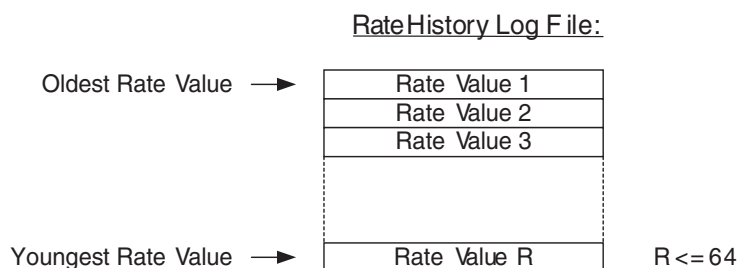 RateHistory Log File:
Oldest Rate Value
Rate Value 1
Rate Value 2
Rate Value 3
Youngest Rate Value
Rate Value R
R<=64